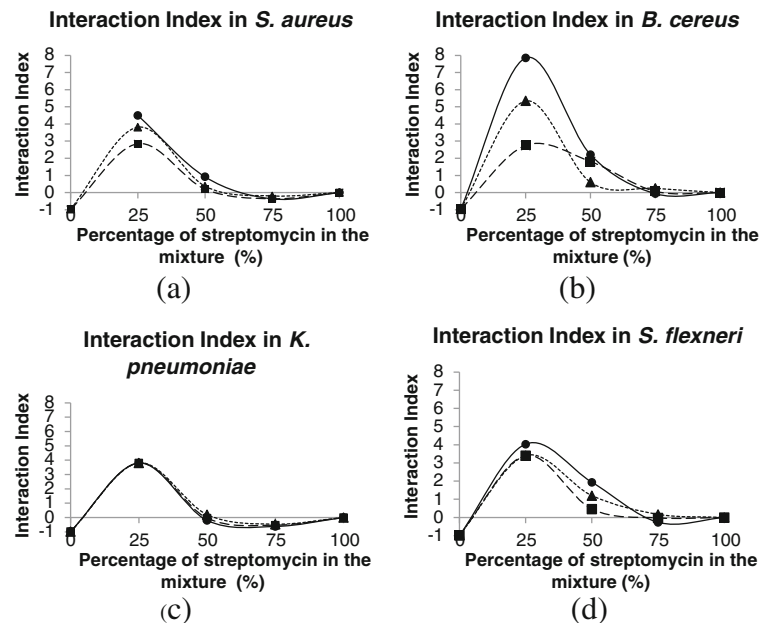 Interaction Index in S. aureus
Interaction Index
8
7
6
5
4
3
2
1
0
-1
0 25 50 75 100
Percentage of streptomycin in the
mixture (%)
(a)
Interaction Index in B. cereus
Interaction Index
8
7
6
5
4
3
2
1
0
-1
0 25 50 75 100
Percentage of streptomycin in the
mixture (%)
(b)
Interaction Index in K.
pneumoniae
Interaction Index
8
7
6
5
4
3
2
1
0
-1
0 25 50 75 100
Percentage of streptomycin in the
mixture (%)
(c)
Interaction Index in S. flexneri
Interaction Index
8
7
6
5
4
3
2
1
0
-1
0 25 50 75 100
Percentage of streptomycin in the
mixture (%)
(d)